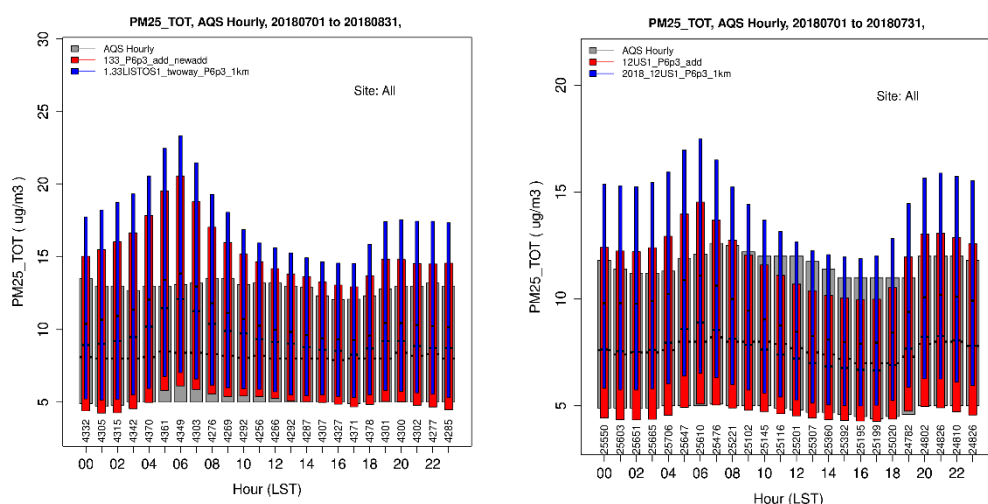 PM25_TOT, AQS Hourly, 20180701 to 20180831,
30
25
20
15
10
5
PM25_TOT ( ug/m3 )
AQS Hourly
133_P6p3_add_newadd
1.33LISTOS1_twoway_P6p3_1km
Site: All
4332 4305 4315 4342 4370 4361 4349 4303 4276 4269 4292 4256 4266 4292 4287 4307 4327 4371 4378 4301 4300 4302 4277 4285
00 02 04 06 08 10 12 14 16 18 20 22
Hour (LST)
PM25_TOT, AQS Hourly, 20180701 to 20180731,
20
15
10
5
PM25_TOT ( ug/m3 )
AQS Hourly
12US1_P6p3_add
2018_12US1_P6p3_1km
Site: All
25550 25603 25651 25665 25706 25647 25610 25476 25221 25102 25145 25116 25201 25307 25360 25392 25195 25199 25020 24782 24802 24826 24810 24826
00 02 04 06 08 10 12 14 16 18 20 22
Hour (LST)